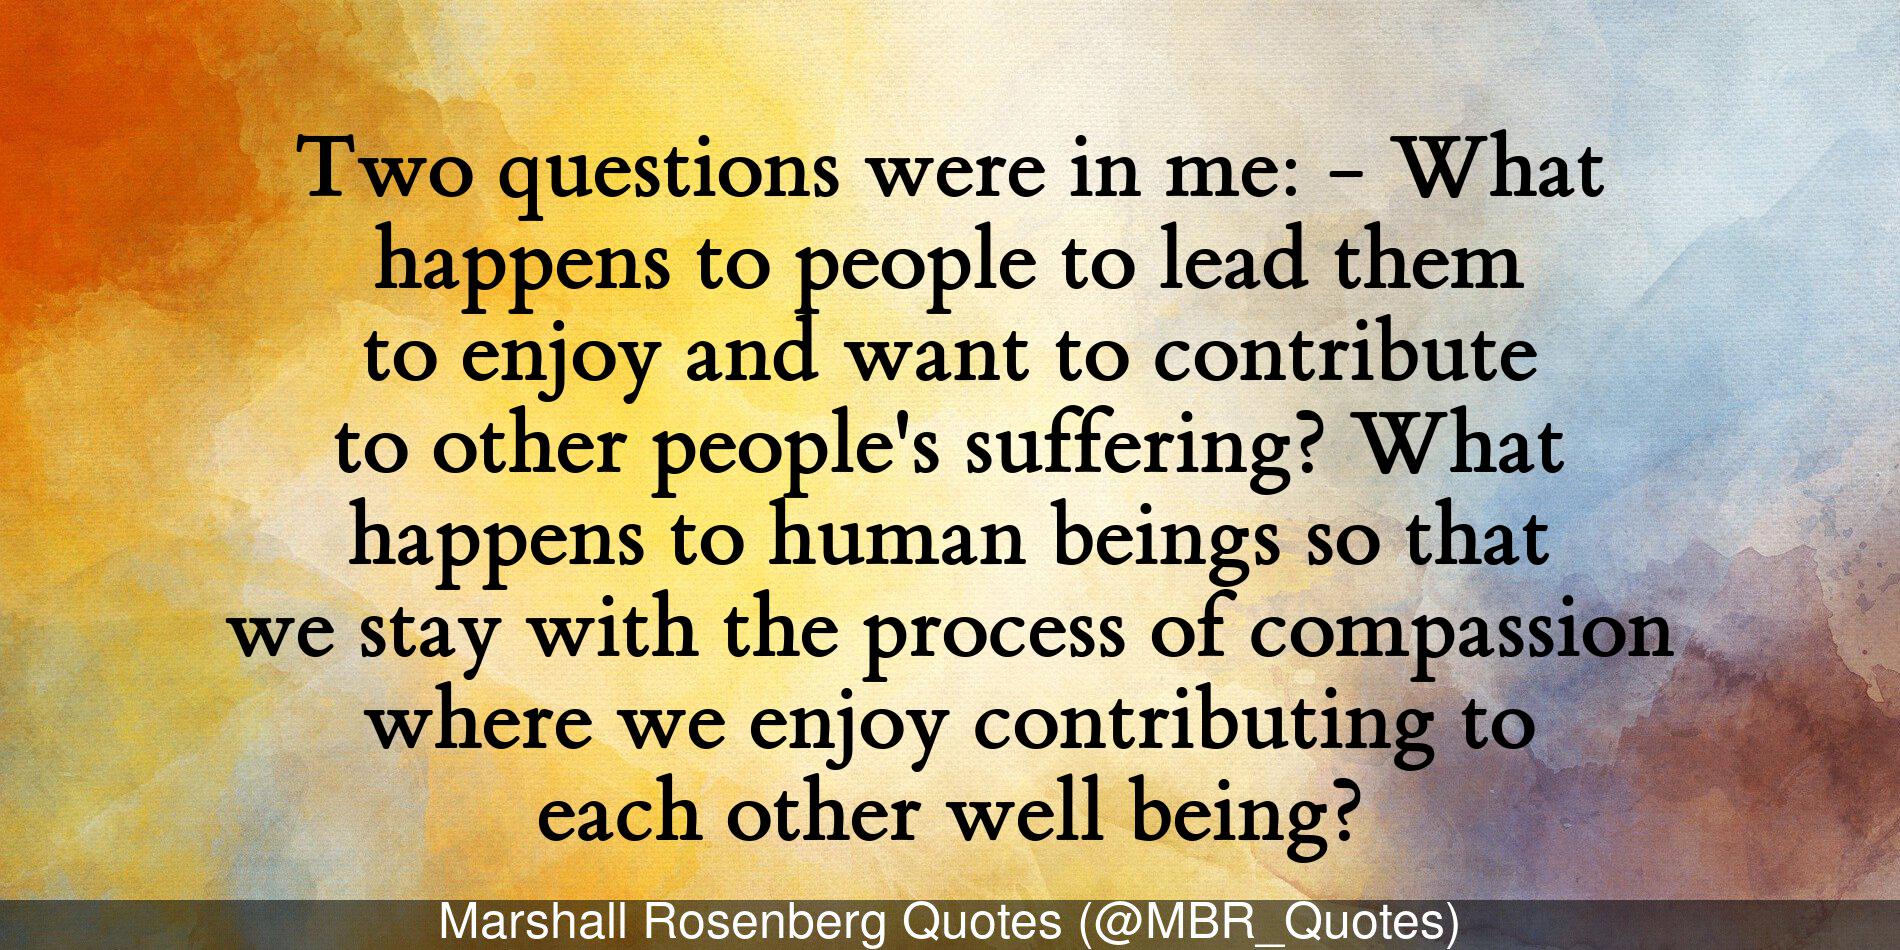 Two questions were in me: - What
happens to people to lead them
to enjoy and want to contribute
to other people's suffering? What
happens to human beings so that
we stay with the process of compassion
where we enjoy contributing to
each other well being?
Marshall Rosenberg Quotes (@MBR_Quotes)